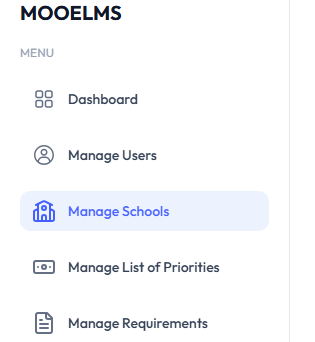 MOOELMS
MENU
Dashboard
Manage Users
Manage Schools
Manage List of Priorities
Manage Requirements